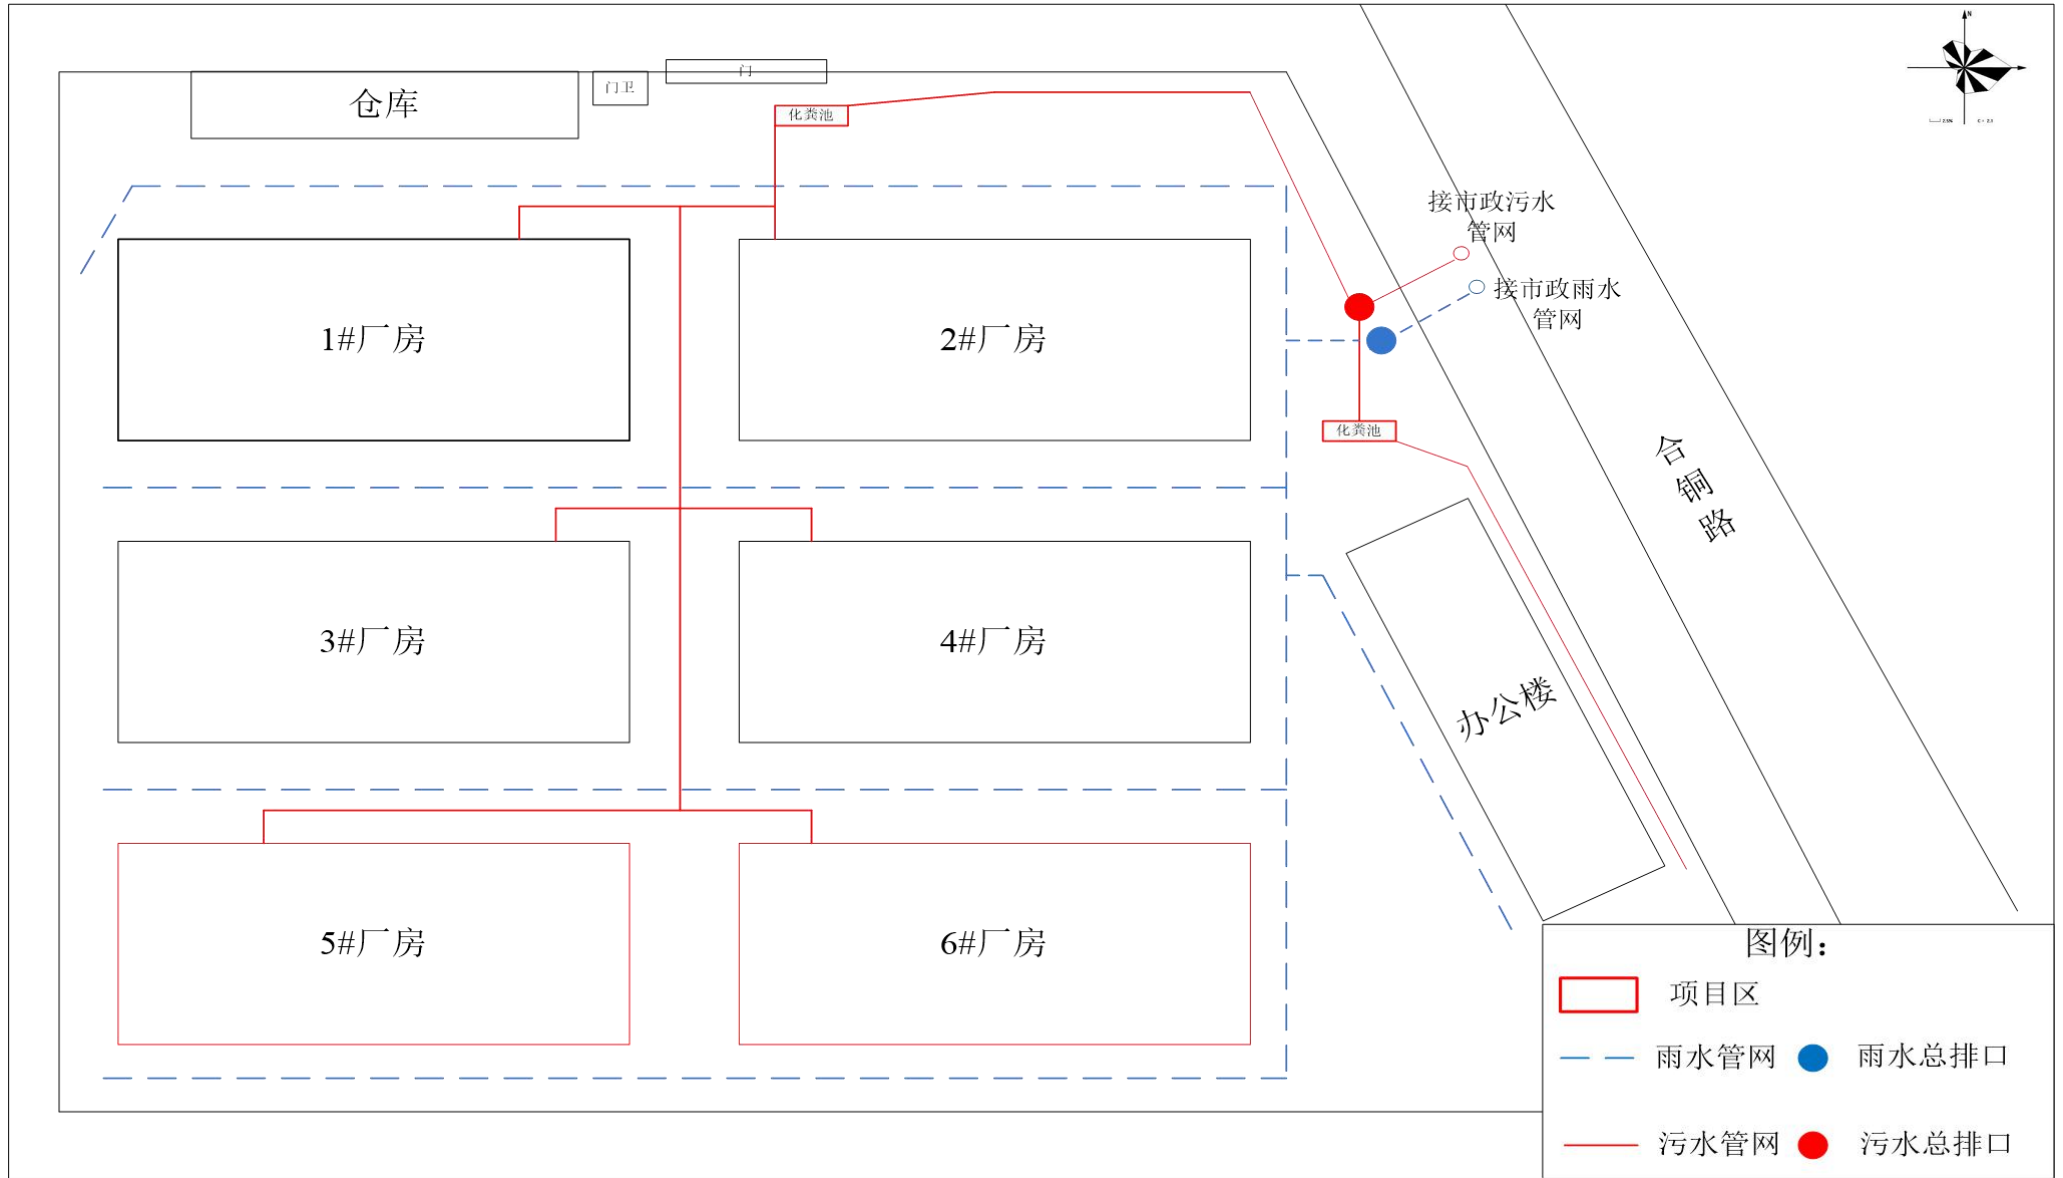 N
门
门卫
仓库
化粪池
接市政污水
管网
接市政雨水
管网
1#厂房
2#厂房
化粪池
合铜路
3#厂房
4#厂房
办公楼
5#厂房
6#厂房
图例：
项目区
雨水管网
雨水总排口
污水管网
污水总排口